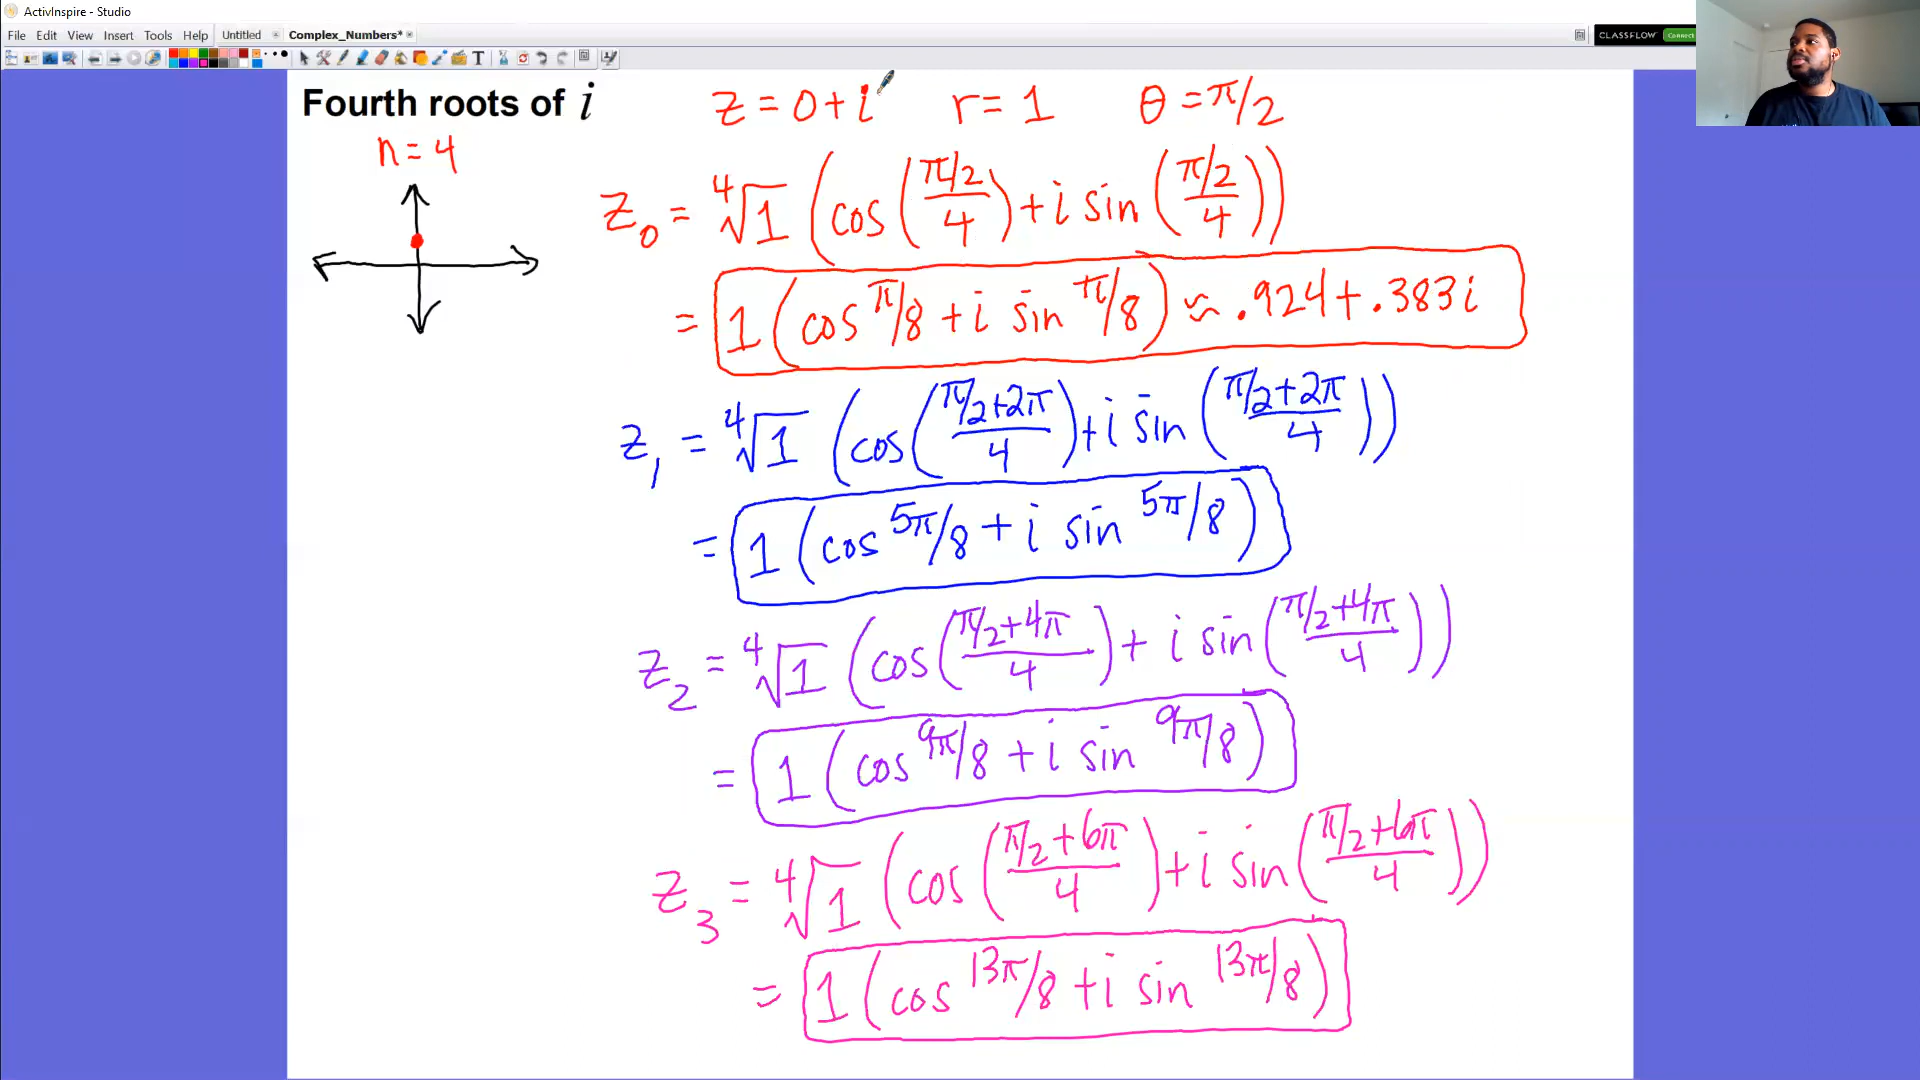 ActivInspire - Studio
File Edit View Insert Tools Help Untitled Complex_Numbers*
CLASSFLOW Connect
Fourth roots of i
z = 0+i r = 1 θ = π/2
n = 4
z₀ = ⁴√1 (cos((π/2)/4) + i sin((π/2)/4))
= 1 (cos π/8 + i sin π/8) ≈ .924 + .383i
z₁ = ⁴√1 (cos((π/2+2π)/4) + i sin((π/2+2π)/4))
= 1 (cos 5π/8 + i sin 5π/8)
z₂ = ⁴√1 (cos((π/2+4π)/4) + i sin((π/2+4π)/4))
= 1 (cos 9π/8 + i sin 9π/8)
z₃ = ⁴√1 (cos((π/2+6π)/4) + i sin((π/2+6π)/4))
= 1 (cos 13π/8 + i sin 13π/8)